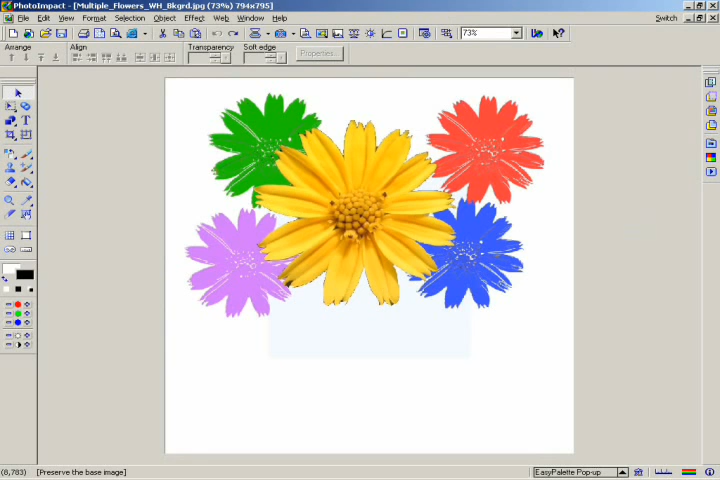 PhotoImpact - [Multiple_Flowers_WH_Bkgrd.jpg (73%) 794x795]
File Edit View Format Selection Object Effect Web Window Help Switch
73%
Arrange Align Transparency Soft edge Properties...
(8,783) [Preserve the base image] EasyPalette Pop-up